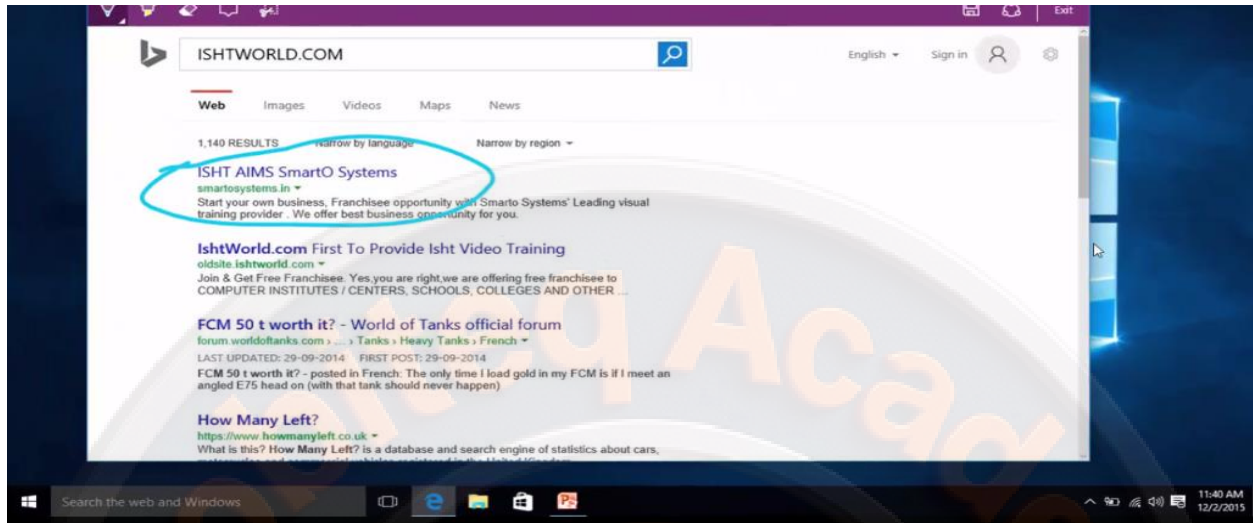 Exit
ISHTWORLD.COM
English Sign in
Web Images Videos Maps News
1,140 RESULTS Narrow by language Narrow by region
ISHT AIMS SmartO Systems
smartosystems.in
Start your own business, Franchisee opportunity with Smarto Systems' Leading visual
training provider . We offer best business opportunity for you.
IshtWorld.com First To Provide Isht Video Training
oldsite.ishtworld.com
Join & Get Free Franchisee. Yes,you are right,we are offering free franchisee to
COMPUTER INSTITUTES / CENTERS, SCHOOLS, COLLEGES AND OTHER ...
FCM 50 t worth it? - World of Tanks official forum
forum.worldoftanks.com › ... › Tanks › Heavy Tanks › French
LAST UPDATED: 29-09-2014 FIRST POST: 29-09-2014
FCM 50 t worth it? - posted in French: The only time I load gold in my FCM is if I meet an
angled E75 head on (with that tank should never happen)
How Many Left?
https://www.howmanyleft.co.uk
What is this? How Many Left? is a database and search engine of statistics about cars,
Search the web and Windows
11:40 AM
12/2/2015